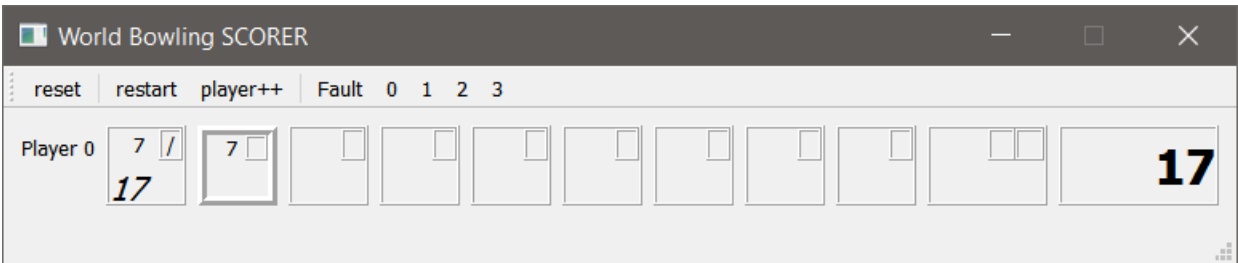 World Bowling SCORER
reset restart player++ Fault 0 1 2 3
Player 0 7 / 7
17
17